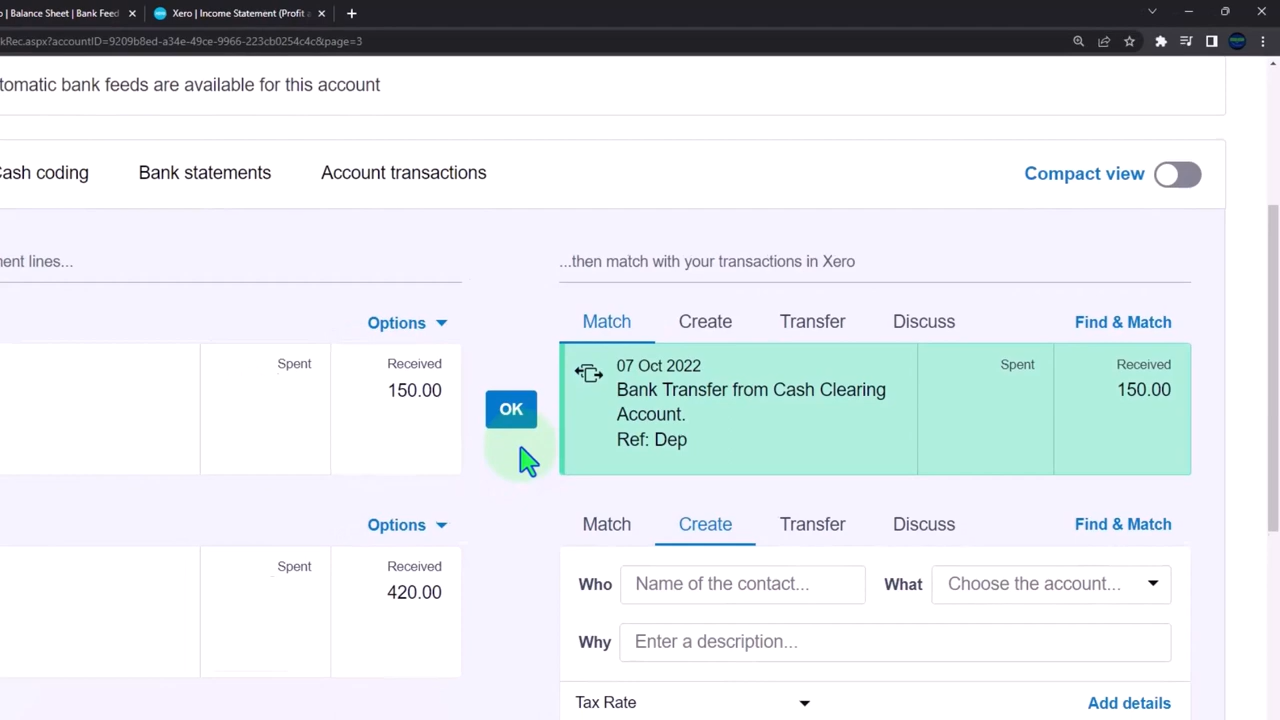 | Balance Sheet | Bank Feed
Xero | Income Statement (Profit
kRec.aspx?accountID=9209b8ed-a34e-49ce-9966-223cb0254c4c&page=3
tomatic bank feeds are available for this account
Cash coding Bank statements Account transactions Compact view
ent lines... ...then match with your transactions in Xero
Options Match Create Transfer Discuss Find & Match
Spent Received
150.00
OK
07 Oct 2022
Bank Transfer from Cash Clearing
Account.
Ref: Dep
Spent Received
150.00
Options Match Create Transfer Discuss Find & Match
Spent Received
420.00
Who Name of the contact... What Choose the account...
Why Enter a description...
Tax Rate Add details